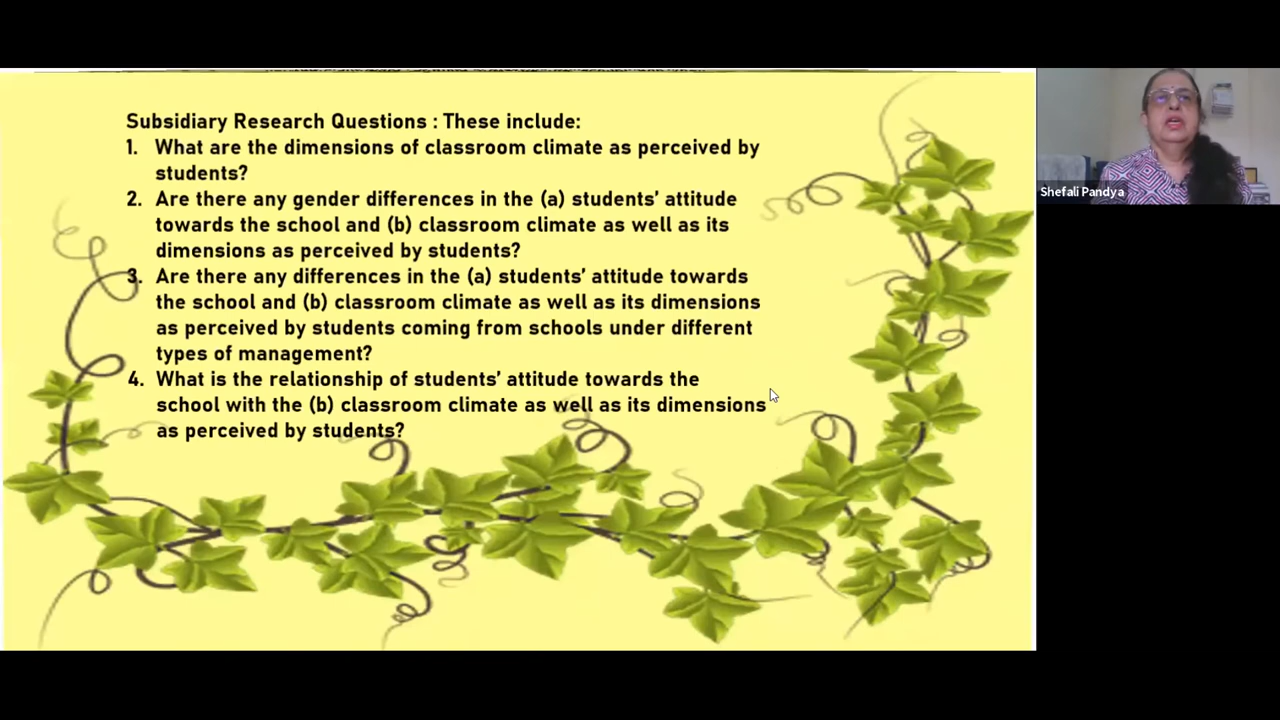 Subsidiary Research Questions : These include:
1. What are the dimensions of classroom climate as perceived by
students?
2. Are there any gender differences in the (a) students’ attitude
towards the school and (b) classroom climate as well as its
dimensions as perceived by students?
3. Are there any differences in the (a) students’ attitude towards
the school and (b) classroom climate as well as its dimensions
as perceived by students coming from schools under different
types of management?
4. What is the relationship of students’ attitude towards the
school with the (b) classroom climate as well as its dimensions
as perceived by students?
Shefali Pandya